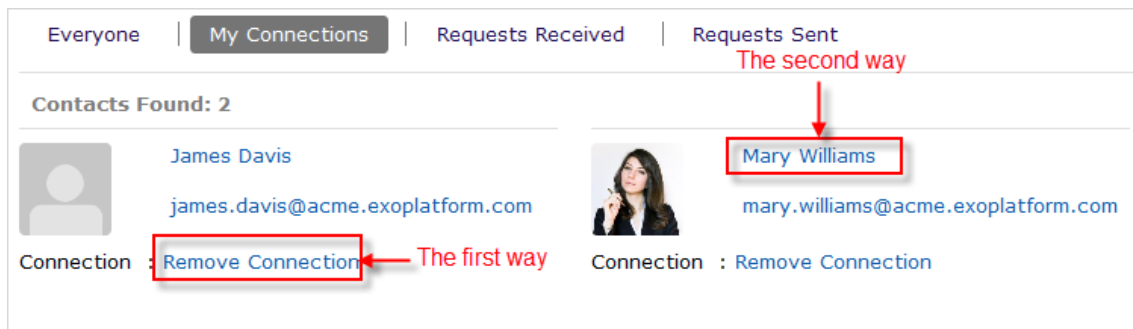 Everyone | My Connections | Requests Received | Requests Sent
The second way
Contacts Found: 2
James Davis
james.davis@acme.exoplatform.com
Connection : Remove Connection
The first way
Mary Williams
mary.williams@acme.exoplatform.com
Connection : Remove Connection